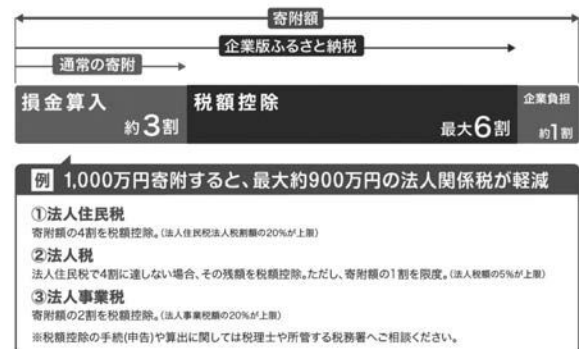 寄附額
企業版ふるさと納税
通常の寄附
損金算入
約3割
税額控除
最大6割
企業負担
約1割
例 1,000万円寄附すると、最大約900万円の法人関係税が軽減
①法人住民税
寄附額の4割を税額控除。(法人住民税法人税割額の20%が上限)
②法人税
法人住民税で4割に達しない場合、その残額を税額控除。ただし、寄附額の1割を限度。(法人税額の5%が上限)
③法人事業税
寄附額の2割を税額控除。(法人事業税額の20%が上限)
※税額控除の手続(申告)や算出に関しては税理士や所管する税務署へご相談ください。